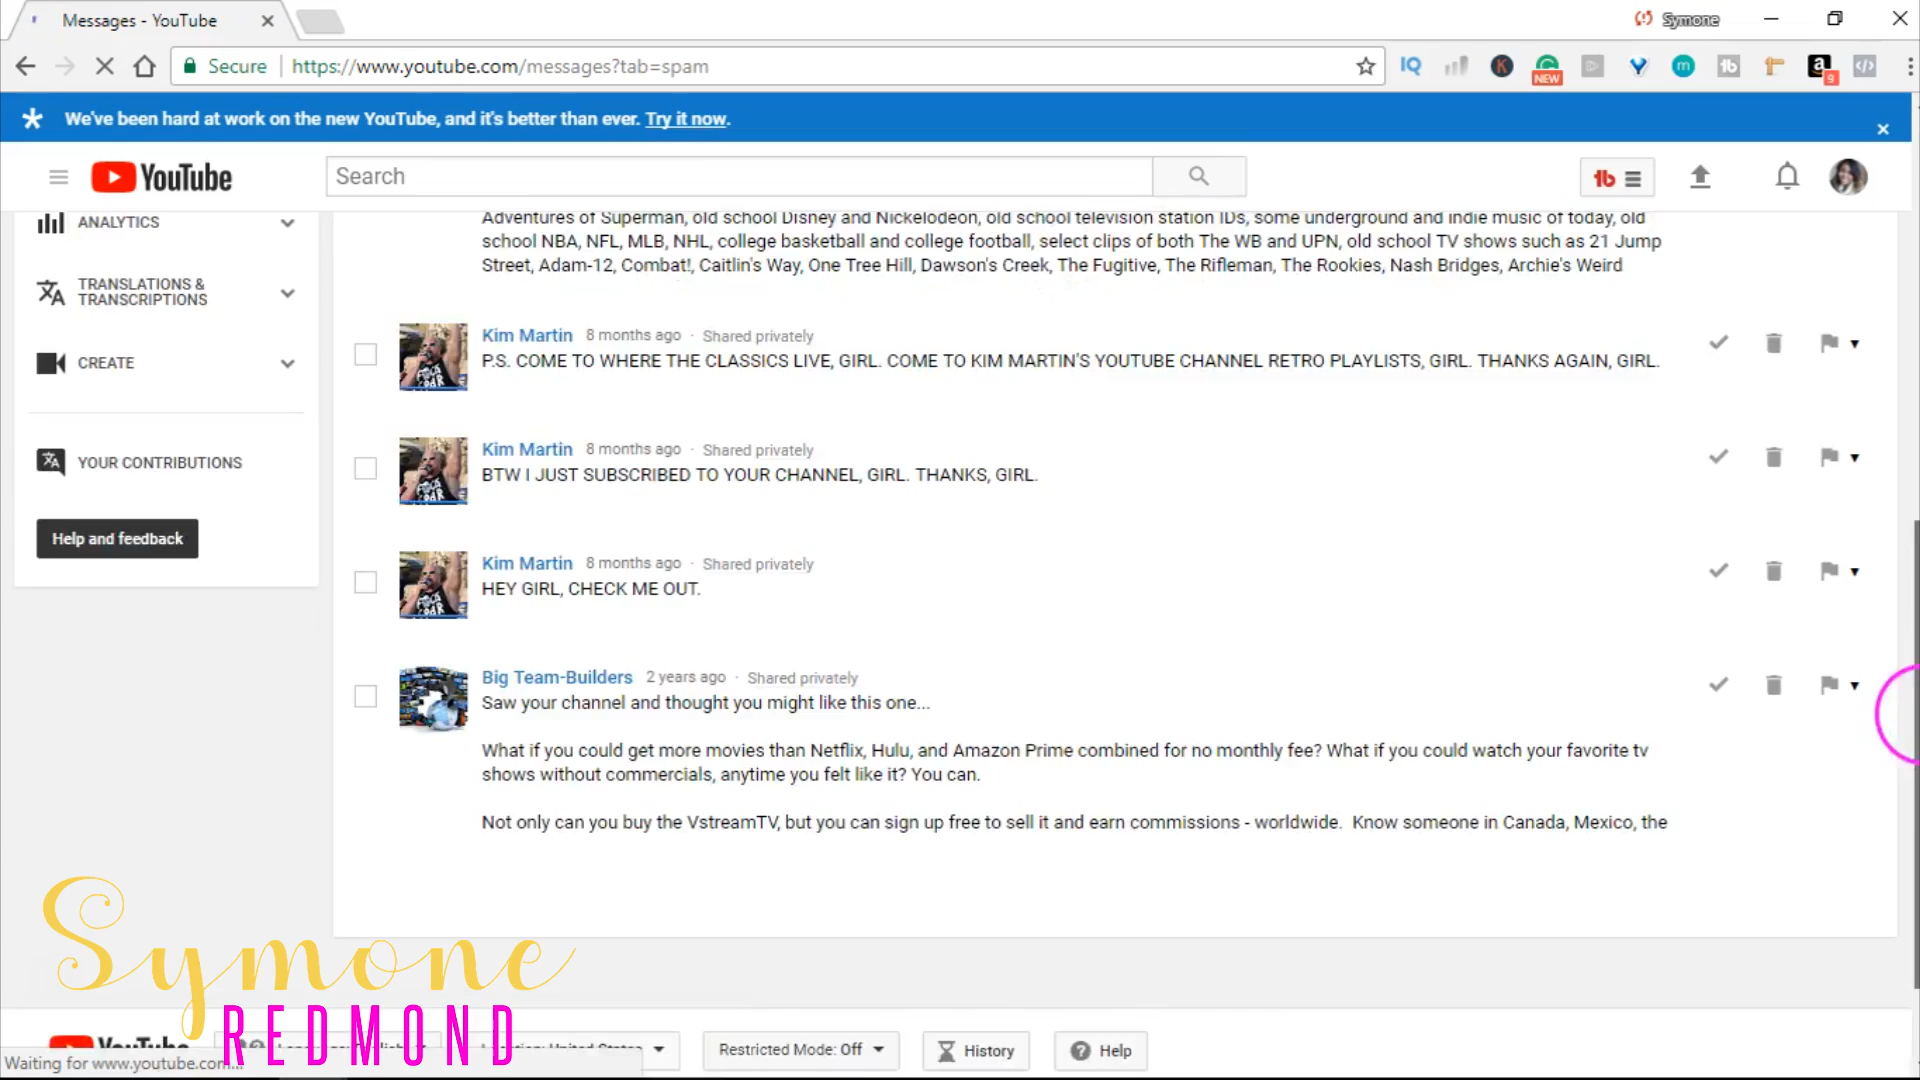 Messages - YouTube
Symone
Secure
https://www.youtube.com/messages?tab=spam
IQ
K
NEW
m
tb
a
9
We've been hard at work on the new YouTube, and it's better than ever. Try it now.
YouTube
Search
tb
ANALYTICS
TRANSLATIONS &
TRANSCRIPTIONS
CREATE
YOUR CONTRIBUTIONS
Help and feedback
Adventures of Superman, old school Disney and Nickelodeon, old school television station IDs, some underground and indie music of today, old
school NBA, NFL, MLB, NHL, college basketball and college football, select clips of both The WB and UPN, old school TV shows such as 21 Jump
Street, Adam-12, Combat!, Caitlin's Way, One Tree Hill, Dawson's Creek, The Fugitive, The Rifleman, The Rookies, Nash Bridges, Archie's Weird
Kim Martin 8 months ago · Shared privately
P.S. COME TO WHERE THE CLASSICS LIVE, GIRL. COME TO KIM MARTIN'S YOUTUBE CHANNEL RETRO PLAYLISTS, GIRL. THANKS AGAIN, GIRL.
Kim Martin 8 months ago · Shared privately
BTW I JUST SUBSCRIBED TO YOUR CHANNEL, GIRL. THANKS, GIRL.
Kim Martin 8 months ago · Shared privately
HEY GIRL, CHECK ME OUT.
Big Team-Builders 2 years ago · Shared privately
Saw your channel and thought you might like this one...
What if you could get more movies than Netflix, Hulu, and Amazon Prime combined for no monthly fee? What if you could watch your favorite tv
shows without commercials, anytime you felt like it? You can.
Not only can you buy the VstreamTV, but you can sign up free to sell it and earn commissions - worldwide. Know someone in Canada, Mexico, the
Symone
REDMOND
YouTube
Restricted Mode: Off
History
Help
Waiting for www.youtube.com...